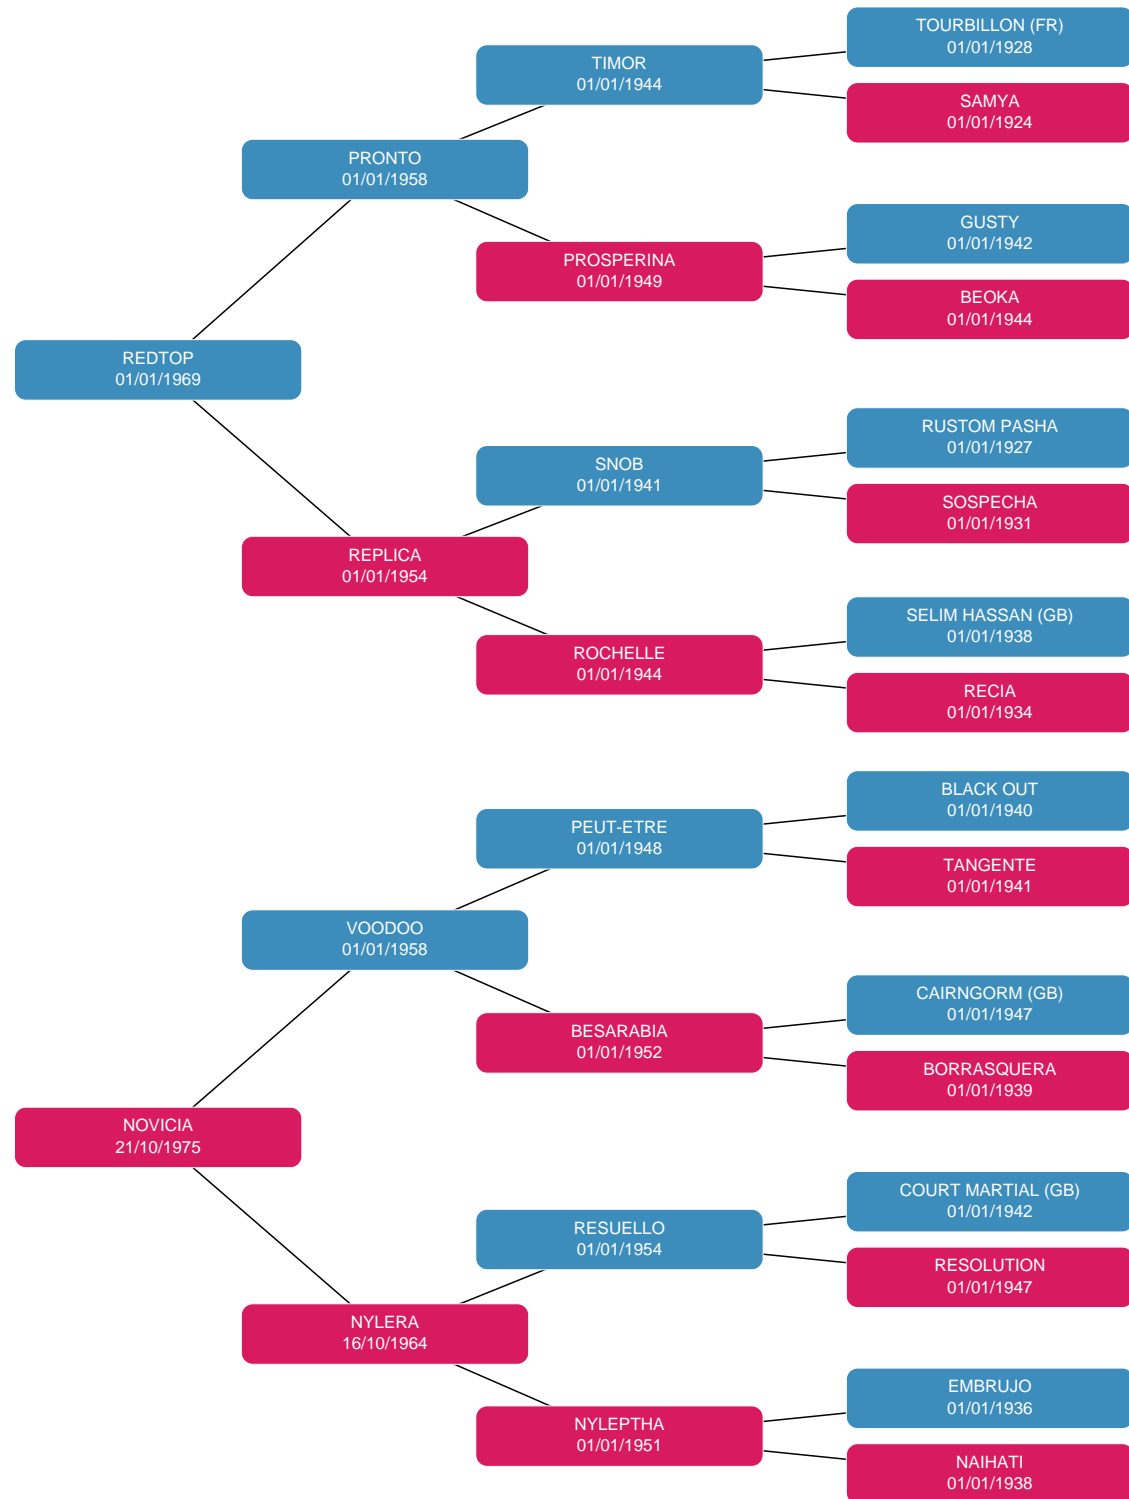 TOURBILLON (FR)
01/01/1928
TIMOR
01/01/1944
SAMYA
01/01/1924
PRONTO
01/01/1958
GUSTY
01/01/1942
PROSPERINA
01/01/1949
BEOKA
01/01/1944
REDTOP
01/01/1969
RUSTOM PASHA
01/01/1927
SNOB
01/01/1941
SOSPECHA
01/01/1931
REPLICA
01/01/1954
SELIM HASSAN (GB)
01/01/1938
ROCHELLE
01/01/1944
RECIA
01/01/1934
BLACK OUT
01/01/1940
PEUT-ETRE
01/01/1948
TANGENTE
01/01/1941
VOODOO
01/01/1958
CAIRNGORM (GB)
01/01/1947
BESARABIA
01/01/1952
BORRASQUERA
01/01/1939
NOVICIA
21/10/1975
COURT MARTIAL (GB)
01/01/1942
RESUELLO
01/01/1954
RESOLUTION
01/01/1947
NYLERA
16/10/1964
EMBRUJO
01/01/1936
NYLEPTHA
01/01/1951
NAIHATI
01/01/1938